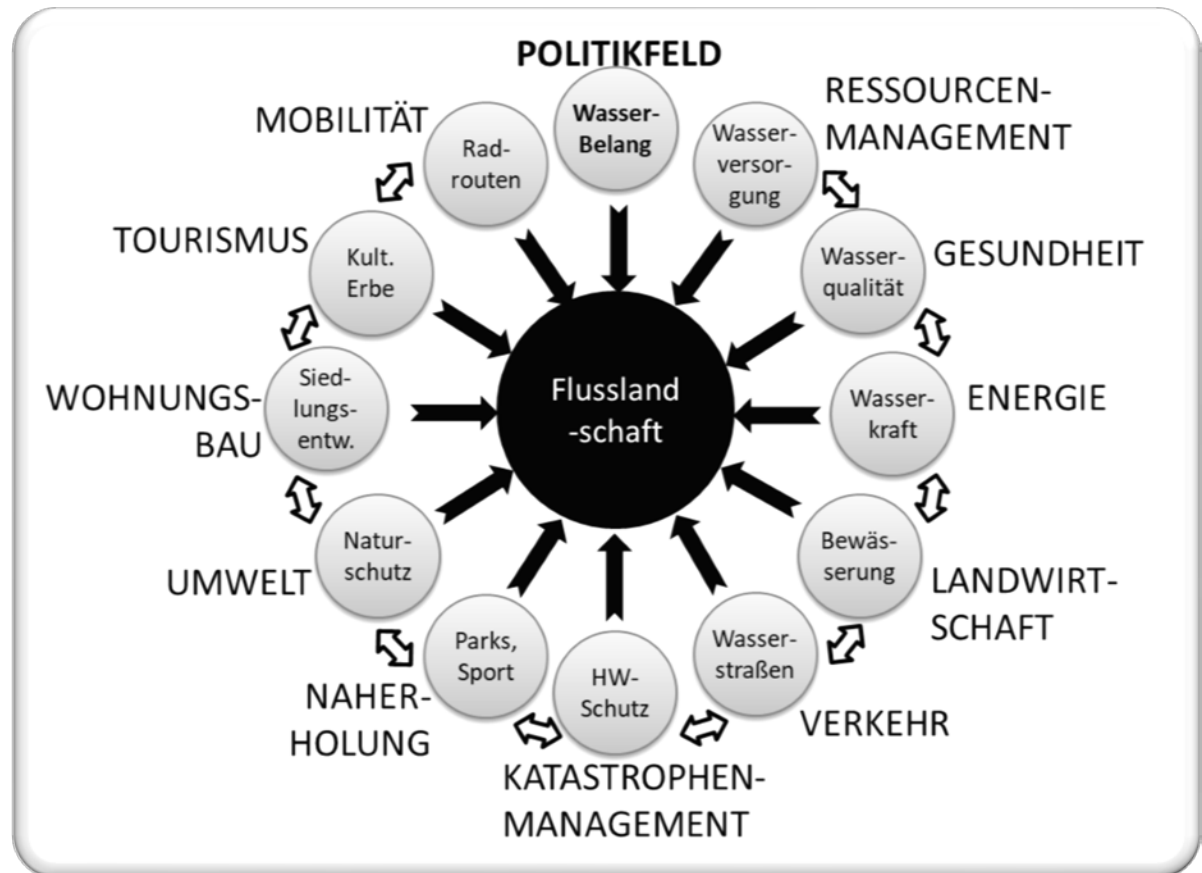 POLITIKFELD
Wasser-
Belang
RESSOURCEN-
MANAGEMENT
Wasser-
versor-
gung
GESUNDHEIT
Wasser-
qualität
ENERGIE
Wasser-
kraft
LANDWIRT-
SCHAFT
Bewäs-
serung
VERKEHR
Wasser-
straßen
KATASTROPHEN-
MANAGEMENT
HW-
Schutz
NAHER-
HOLUNG
Parks,
Sport
UMWELT
Natur-
schutz
WOHNUNGS-
BAU
Sied-
lungs-
entw.
TOURISMUS
Kult.
Erbe
MOBILITÄT
Rad-
routen
Flussland
-schaft